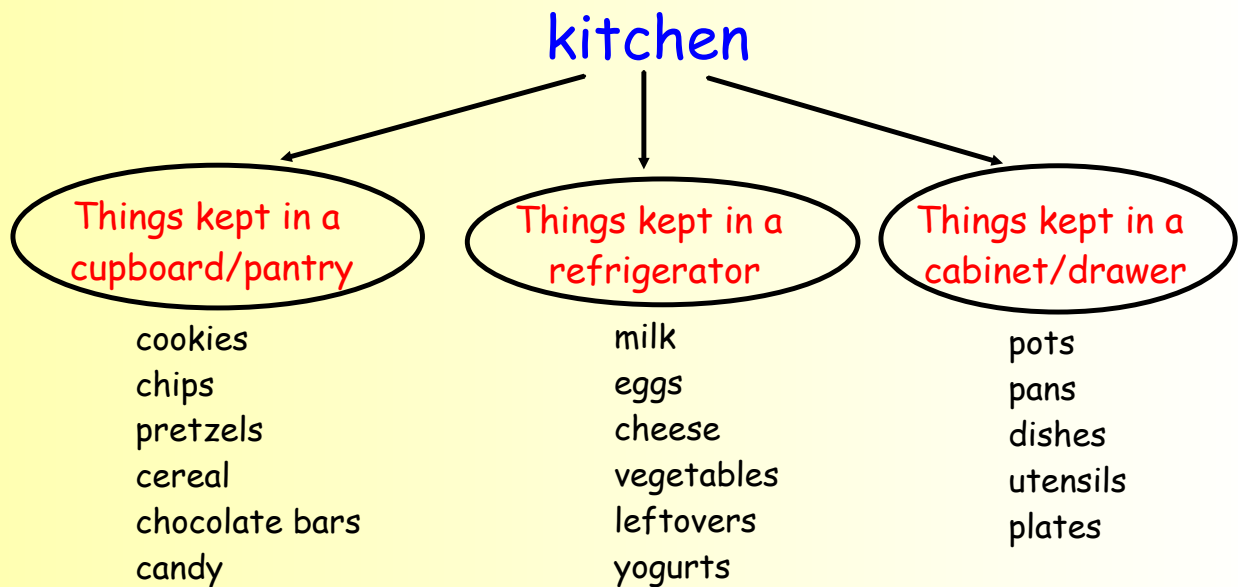 kitchen
Things kept in a
cupboard/pantry
cookies
chips
pretzels
cereal
chocolate bars
candy
Things kept in a
refrigerator
milk
eggs
cheese
vegetables
leftovers
yogurts
Things kept in a
cabinet/drawer
pots
pans
dishes
utensils
plates